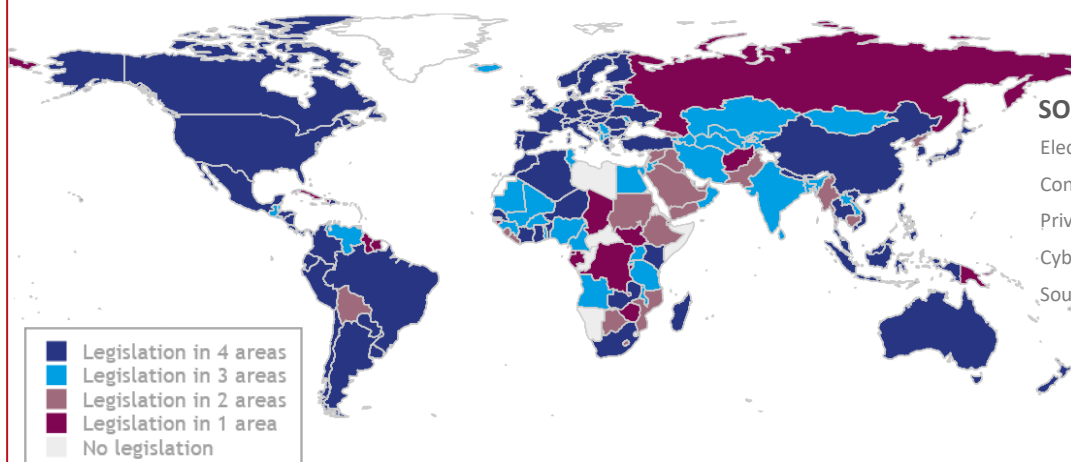 Legislation in 4 areas
Legislation in 3 areas
Legislation in 2 areas
Legislation in 1 area
No legislation
SO
Elec
Con
Priv
Cyb
Sou